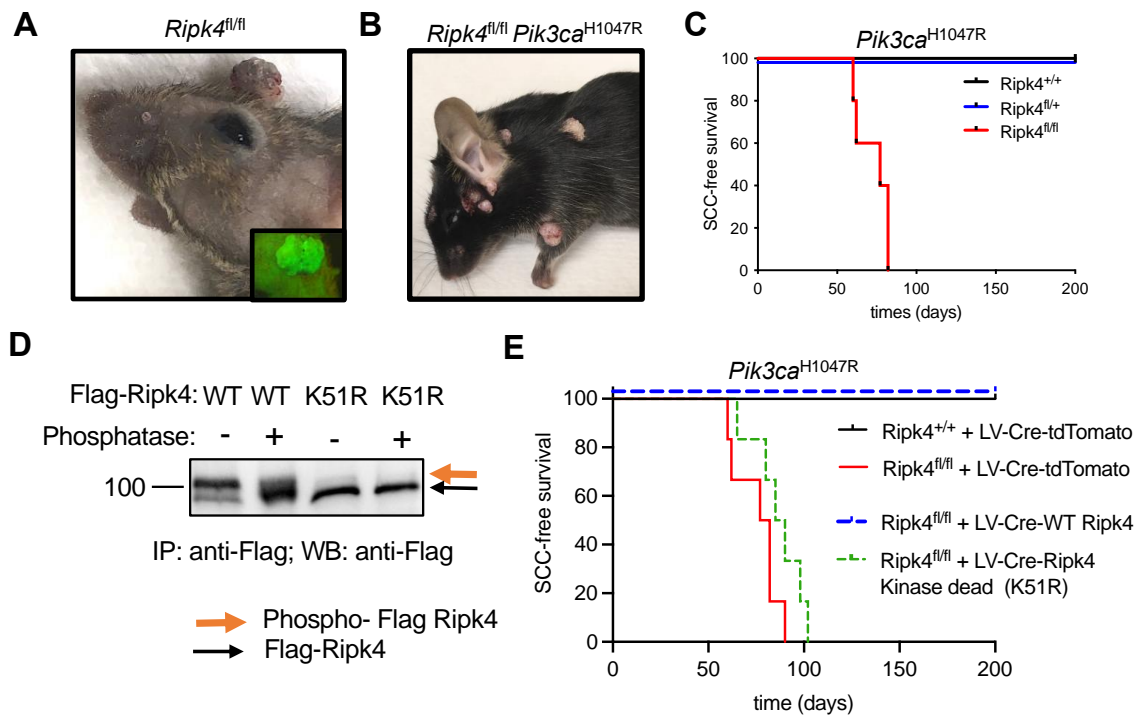 A
Ripk4fl/fl
B
Ripk4fl/fl Pik3caH1047R
C
Pik3caH1047R
SCC-free survival
100
80
60
40
20
0
0 50 100 150 200
times (days)
Ripk4+/+
Ripk4fl/+
Ripk4fl/fl
D
Flag-Ripk4: WT WT K51R K51R
Phosphatase: - + - +
100
IP: anti-Flag; WB: anti-Flag
Phospho- Flag Ripk4
Flag-Ripk4
E
Pik3caH1047R
SCC-free survival
100
80
60
40
20
0
0 50 100 150 200
time (days)
Ripk4+/+ + LV-Cre-tdTomato
Ripk4fl/fl + LV-Cre-tdTomato
Ripk4fl/fl + LV-Cre-WT Ripk4
Ripk4fl/fl + LV-Cre-Ripk4
Kinase dead (K51R)